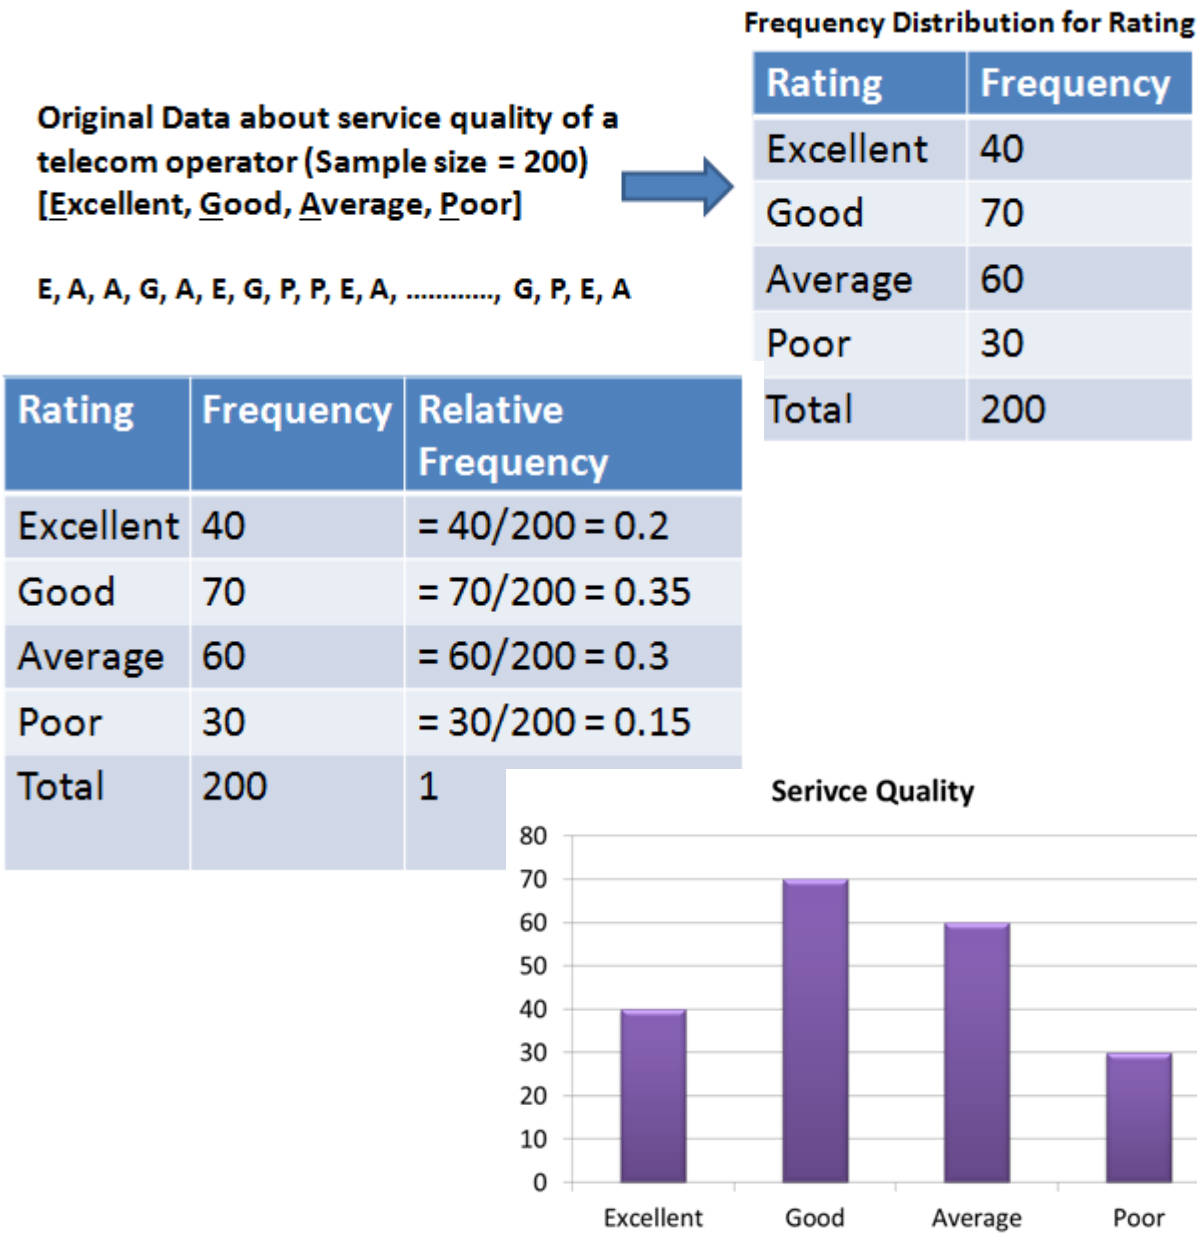 Frequency Distribution for Rating
Original Data about service quality of a
telecom operator (Sample size = 200)
[Excellent, Good, Average, Poor]
E, A, A, G, A, E, G, P, P, E, A, ............, G, P, E, A
Rating Frequency
Excellent 40
Good 70
Average 60
Poor 30
Total 200
Rating Frequency Relative
Frequency
Excellent 40 = 40/200 = 0.2
Good 70 = 70/200 = 0.35
Average 60 = 60/200 = 0.3
Poor 30 = 30/200 = 0.15
Total 200 1
Serivce Quality
80
70
60
50
40
30
20
10
0
Excellent Good Average Poor